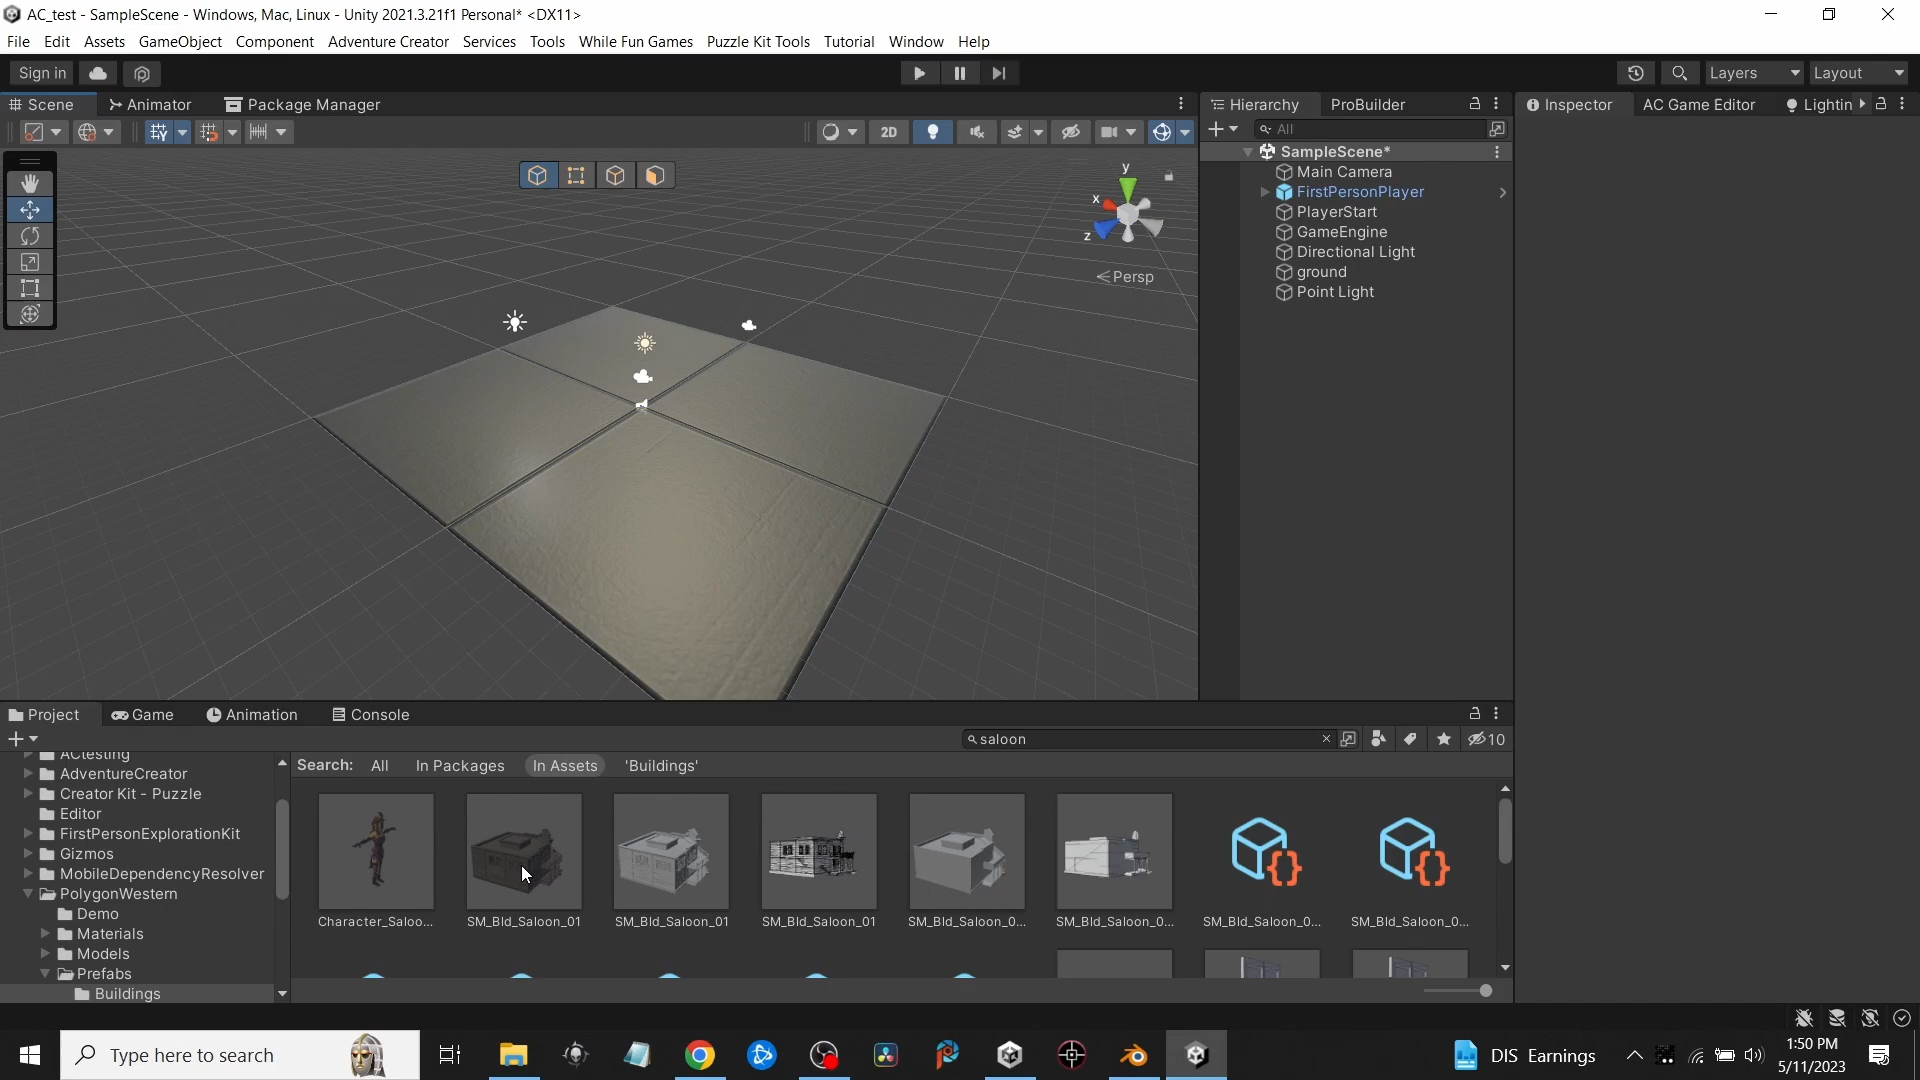 AC_test - SampleScene - Windows, Mac, Linux - Unity 2021.3.21f1 Personal* <DX11>
File Edit Assets GameObject Component Adventure Creator Services Tools While Fun Games Puzzle Kit Tools Tutorial Window Help
Sign in Layers Layout
Scene Animator Package Manager
2D
y
x
z
Persp
Hierarchy ProBuilder
All
SampleScene*
Main Camera
FirstPersonPlayer
PlayerStart
GameEngine
Directional Light
ground
Point Light
Inspector AC Game Editor Lightin
Project Game Animation Console
saloon 10
ACtesting
AdventureCreator
Creator Kit - Puzzle
Editor
FirstPersonExplorationKit
Gizmos
MobileDependencyResolver
PolygonWestern
Demo
Materials
Models
Prefabs
Buildings
Search: All In Packages In Assets 'Buildings'
Character_Saloo... SM_Bld_Saloon_01 SM_Bld_Saloon_01 SM_Bld_Saloon_01 SM_Bld_Saloon_0... SM_Bld_Saloon_0... SM_Bld_Saloon_0... SM_Bld_Saloon_0...
Type here to search
DIS Earnings
1:50 PM
5/11/2023